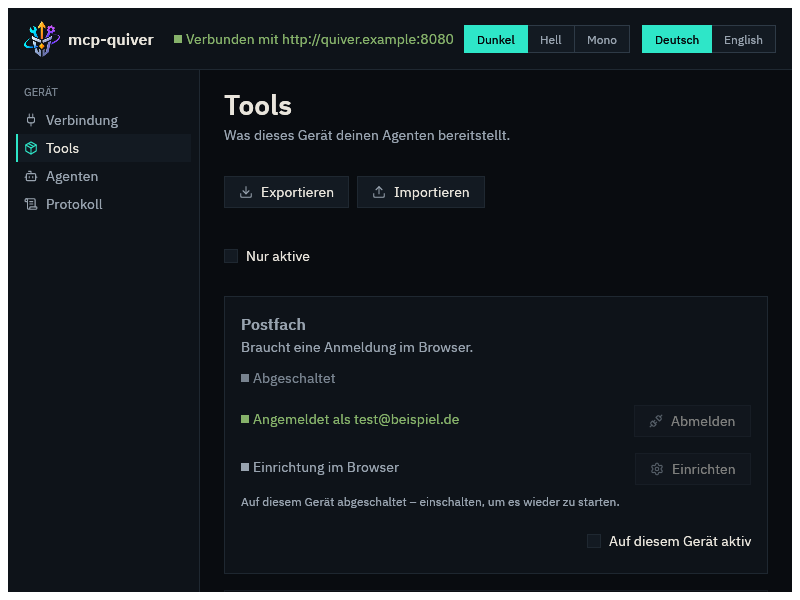 mcp-quiver
Verbunden mit http://quiver.example:8080
Dunkel
Hell
Mono
Deutsch
English
GERÄT
Verbindung
Tools
Agenten
Protokoll
Tools
Was dieses Gerät deinen Agenten bereitstellt.
Exportieren
Importieren
Nur aktive
Postfach
Braucht eine Anmeldung im Browser.
Abgeschaltet
Angemeldet als test@beispiel.de
Abmelden
Einrichtung im Browser
Einrichten
Auf diesem Gerät abgeschaltet – einschalten, um es wieder zu starten.
Auf diesem Gerät aktiv